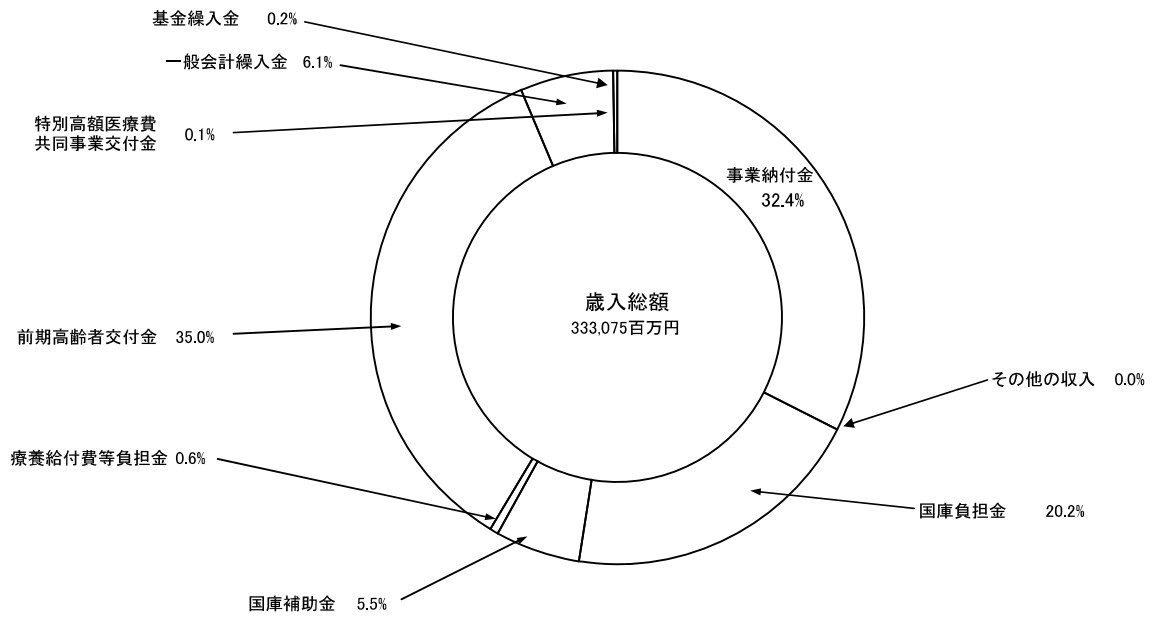 基金繰入金 0.2%
一般会計繰入金 6.1%
特別高額医療費
共同事業交付金 0.1%
事業納付金
32.4%
歳入総額
333,075百万円
前期高齢者交付金 35.0%
その他の収入 0.0%
療養給付費等負担金 0.6%
国庫負担金 20.2%
国庫補助金 5.5%